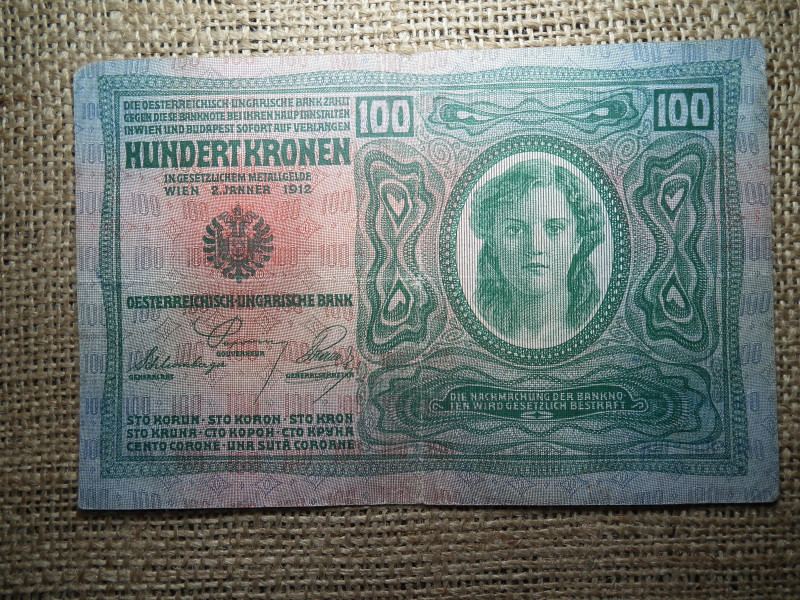 DIE OESTERREICHISCH-UNGARISCHE BANK ZAHLT
GEGEN DIESE BANKNOTE BEI IHREN HAUPTANSTALTEN
IN WIEN UND BUDAPEST SOFORT AUF VERLANGEN
100
100
HUNDERT KRONEN
IN GESETZLICHEM METALLGELDE
WIEN 2. JÄNNER 1912
OESTERREICHISCH-UNGARISCHE BANK
GOUVERNEUR
GENERALRAT
GENERALSEKRETÄR
DIE NACHMACHUNG DER BANKNO-
TEN WIRD GESETZLICH BESTRAFT
STO KORUN · STO KORON · STO KRON
STO KRUNA · СТО КОРОН · СТО КРУНА
CENTO CORONE · UNA SUTĂ COROANE